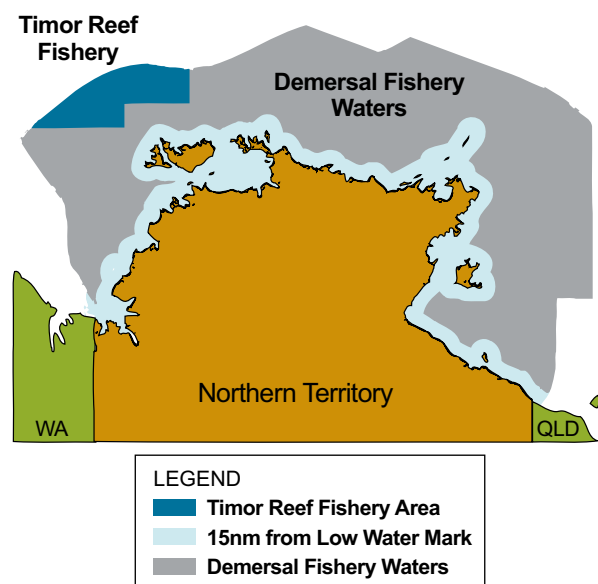 Timor Reef
Fishery
Demersal Fishery
Waters
Northern Territory
WA
QLD
LEGEND
Timor Reef Fishery Area
15nm from Low Water Mark
Demersal Fishery Waters